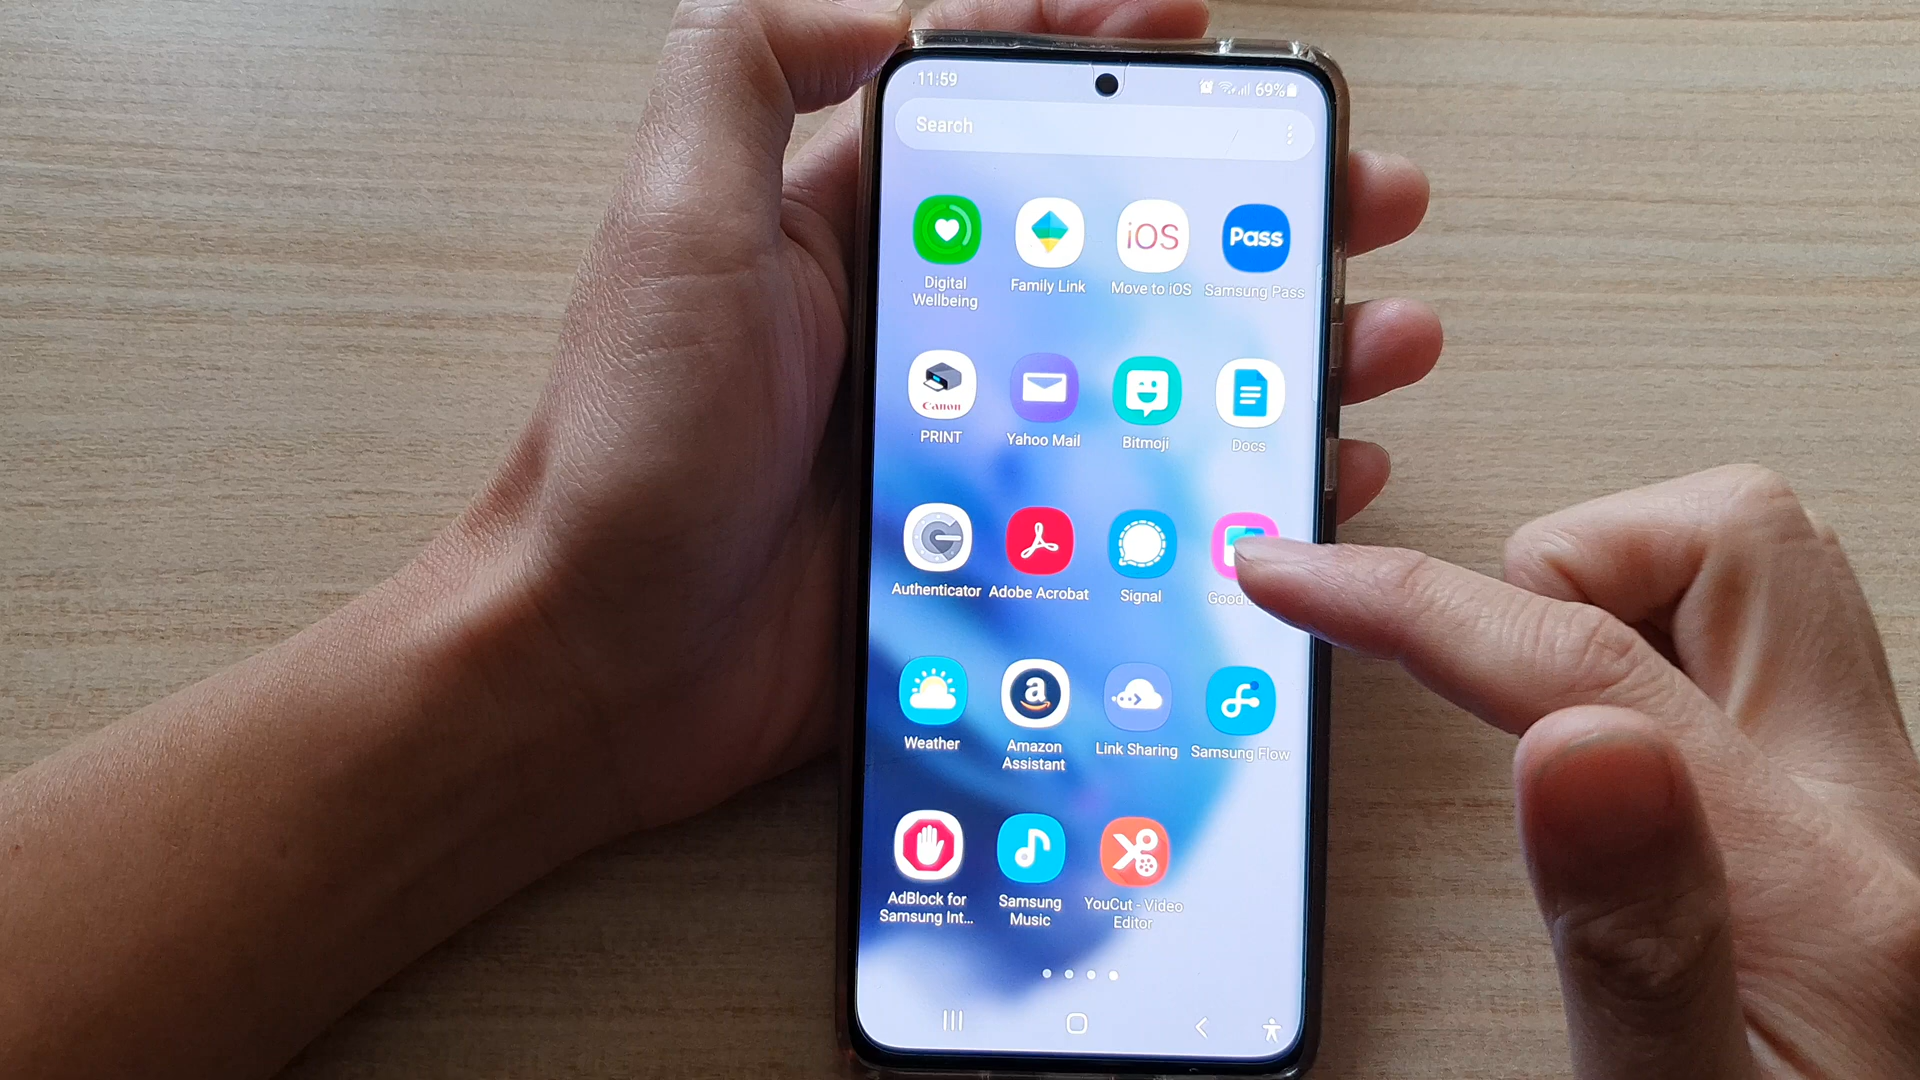 11:59
69%
Search
iOS
Pass
Digital
Wellbeing
Family Link
Move to iOS
Samsung Pass
Canon
PRINT
Yahoo Mail
Bitmoji
Docs
Authenticator
Adobe Acrobat
Signal
Good
a
Weather
Amazon
Assistant
Link Sharing
Samsung Flow
AdBlock for
Samsung Int...
Samsung
Music
YouCut - Video
Editor